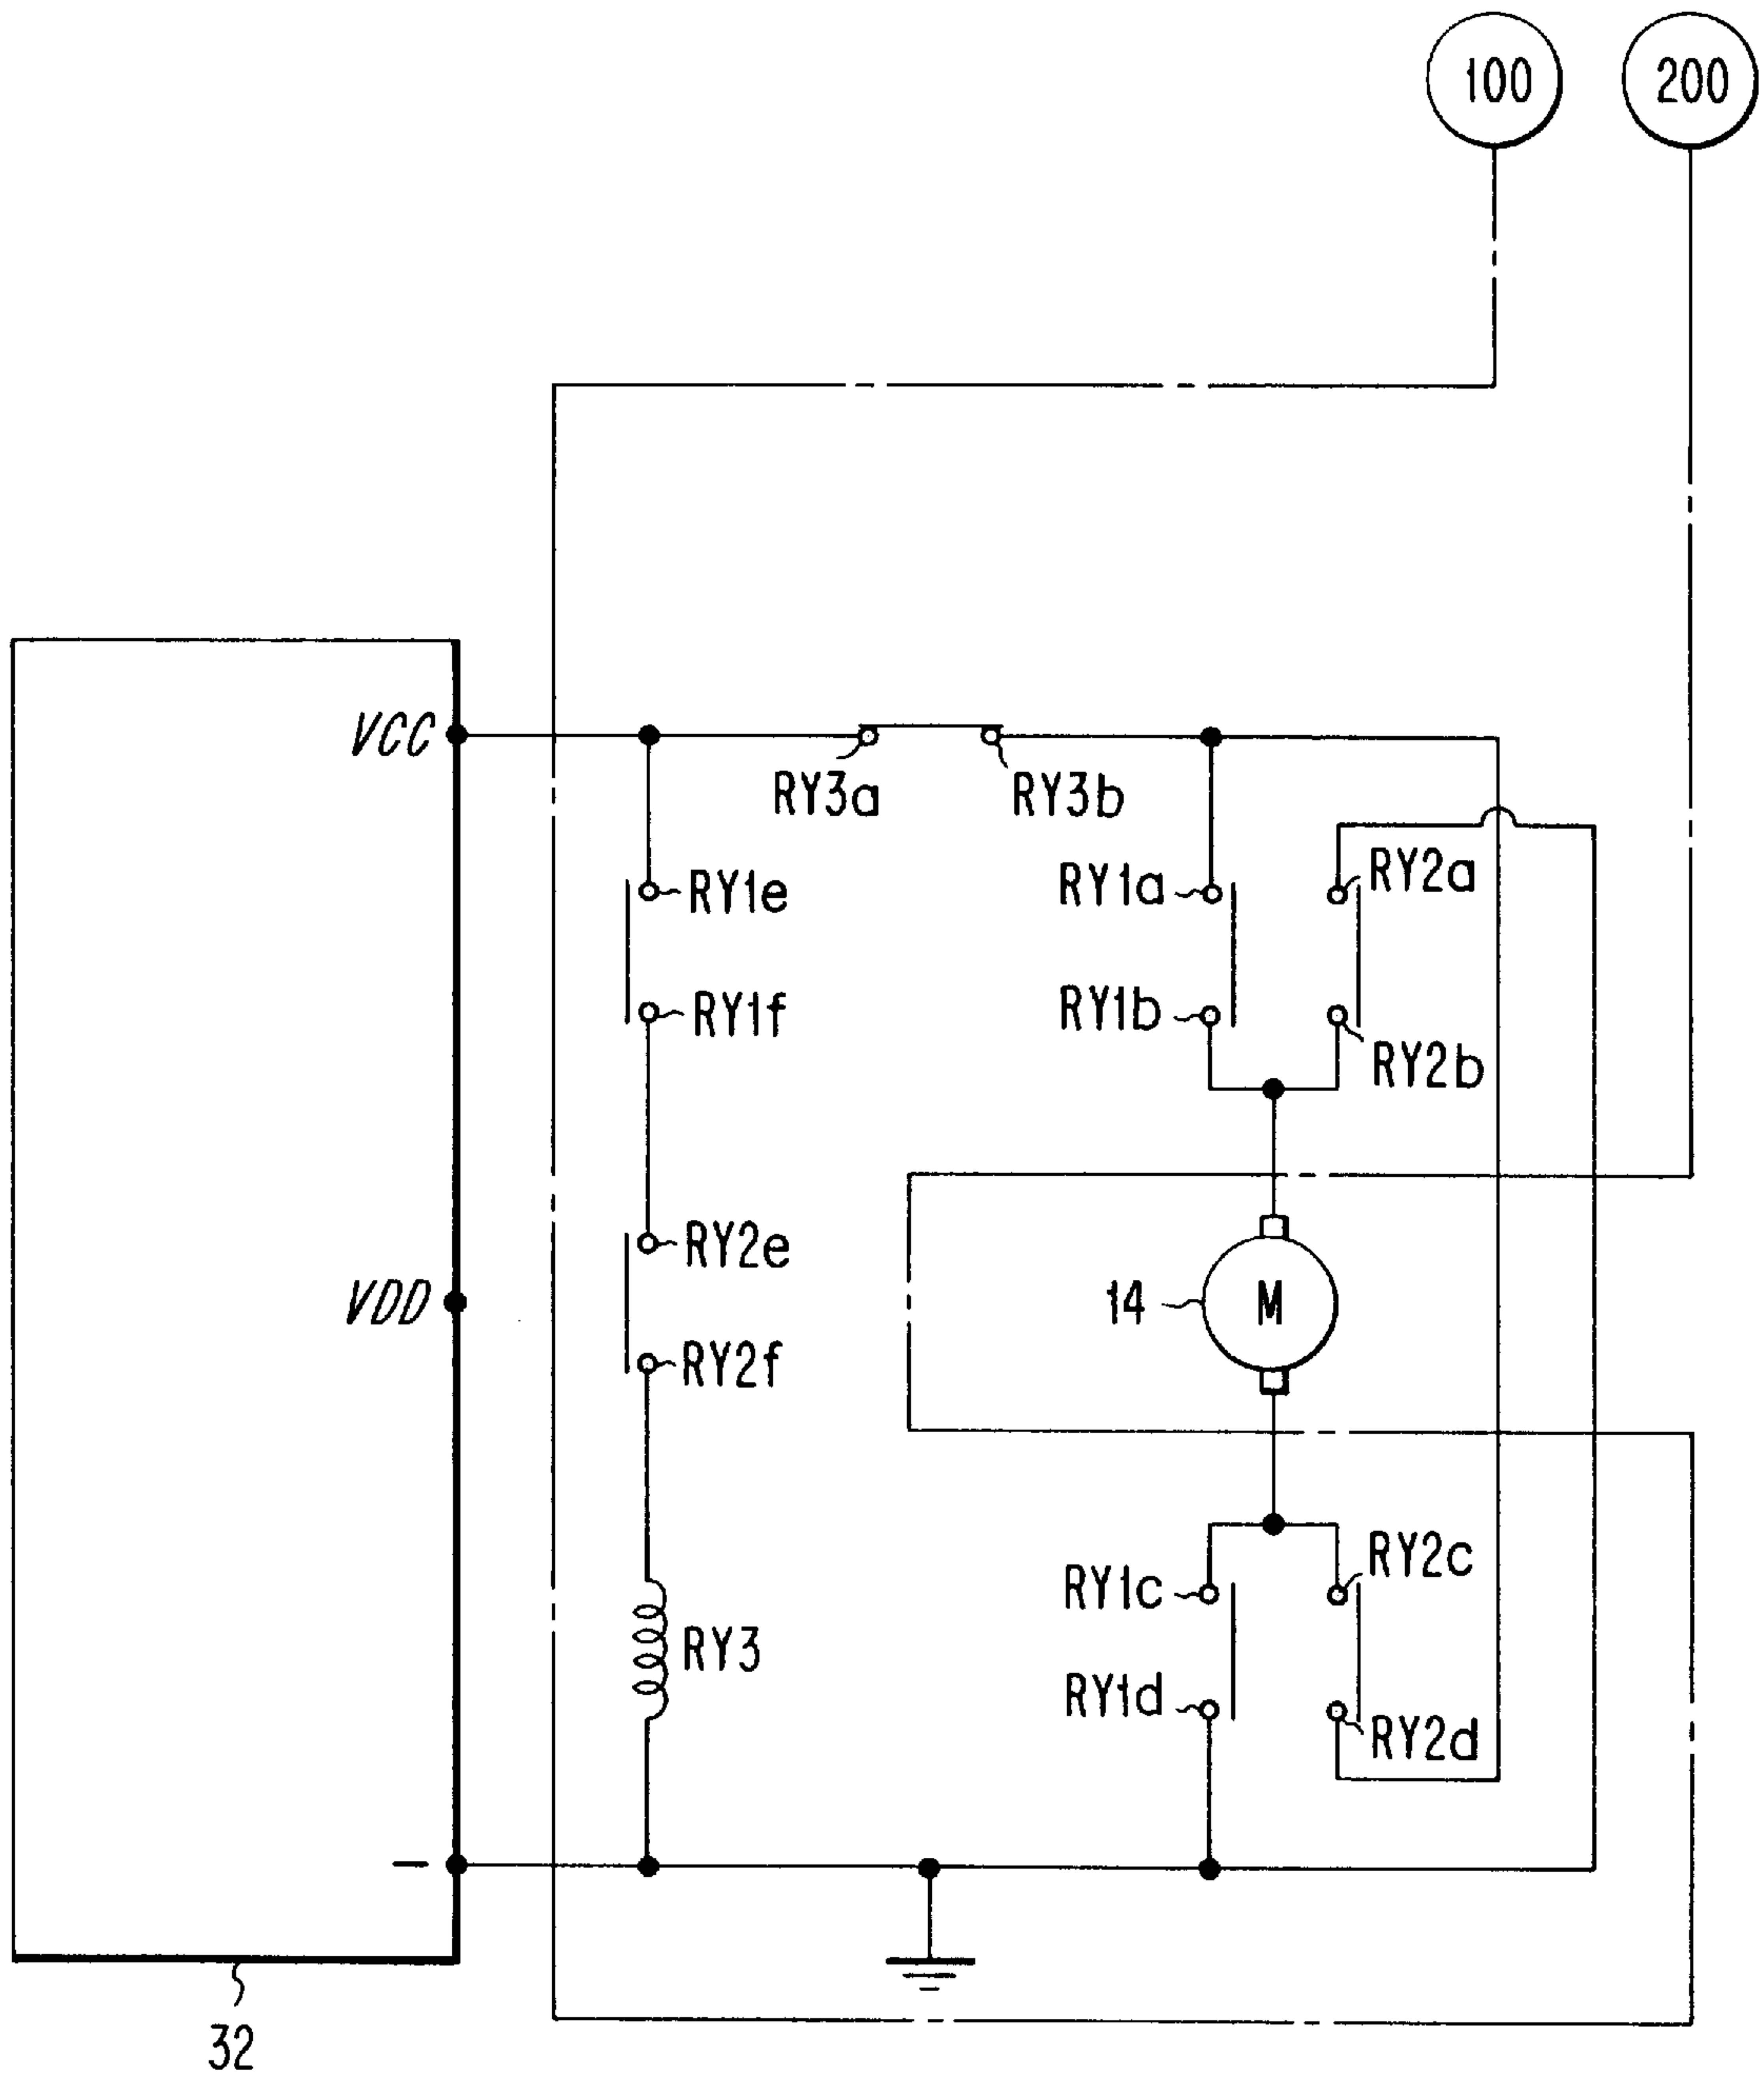 100 200
VCC
RY3a RY3b
RY1e RY1a RY2a
RY1f RY1b RY2b
RY2e
VDD 14 M
RY2f
RY1c RY2c
RY3 RY1d RY2d
−
32